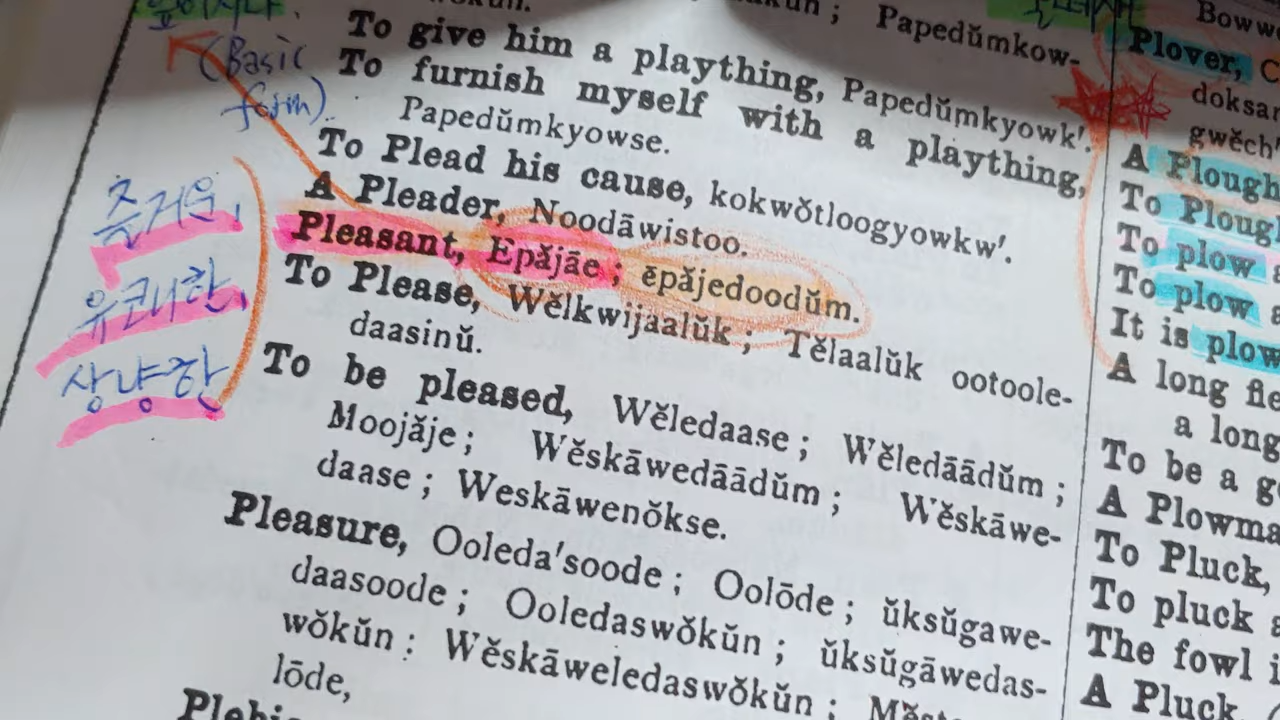 (Basic
form)
즐거운,
유쾌한,
상냥한
Papedŭmkow-
To give him a plaything, Papedŭmkyowk'.
To furnish myself with a plaything,
Papedŭmkyowse.
To Plead his cause, kokwŏtloogyowkw'.
A Pleader, Noodāwistoo.
Pleasant, Epăjāe; ĕpăjedoodŭm.
To Please, Wĕlkwijaalŭk; Tĕlaalŭk ootoole-
daasinŭ.
To be pleased, Wĕledaase; Wĕledāādŭm;
Moojăje; Wĕskāwedāādŭm; Wĕskāwe-
daase; Weskāwenŏkse.
Pleasure, Ooleda'soode; Oolōde; ŭksŭgawe-
daasoode; Ooledaswŏkŭn; ŭksŭgāwedas-
wŏkŭn: Wĕskāweledaswŏkŭn;
lōde,
Plover,
doksa
gwĕch'
A Plough
To Ploug
To plow
To plow
It is plow
A long fie
a long
To be a g
A Plowma
To Pluck,
To pluck
The fowl i
A Pluck